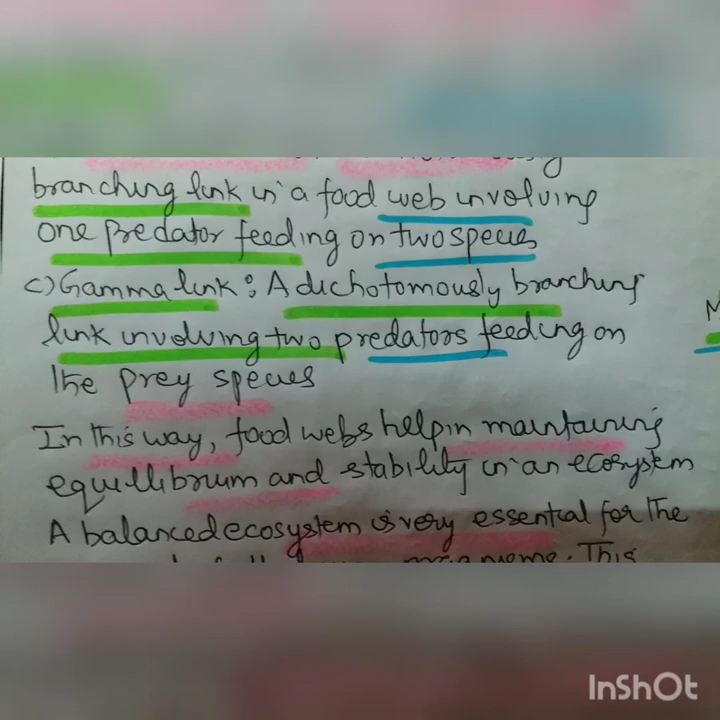 branching link in a food web involving
one predator feeding on two species
c) Gamma link : A dichotomously branching
link involving two predators feeding on
the prey species
In this way, food webs help in maintaining
equillibrium and stability in an ecosystem
A balanced ecosystem is very essential for the
This
M
InShOt